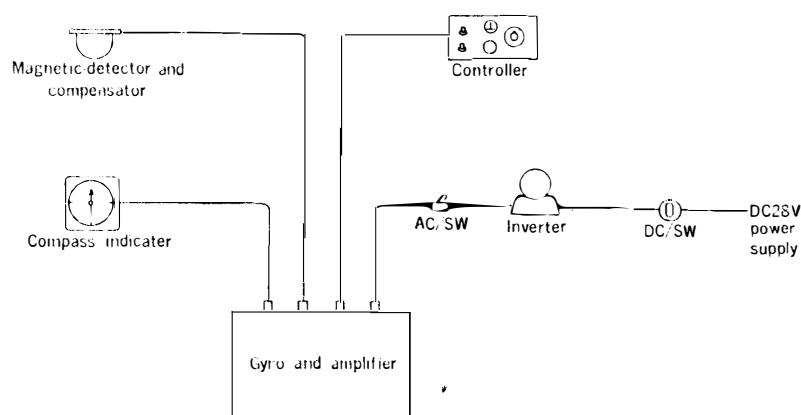 Magnetic detector and
compensator
Controller
Compass indicater
AC/SW
Inverter
DC/SW
DC28V
power
supply
Gyro and amplifier